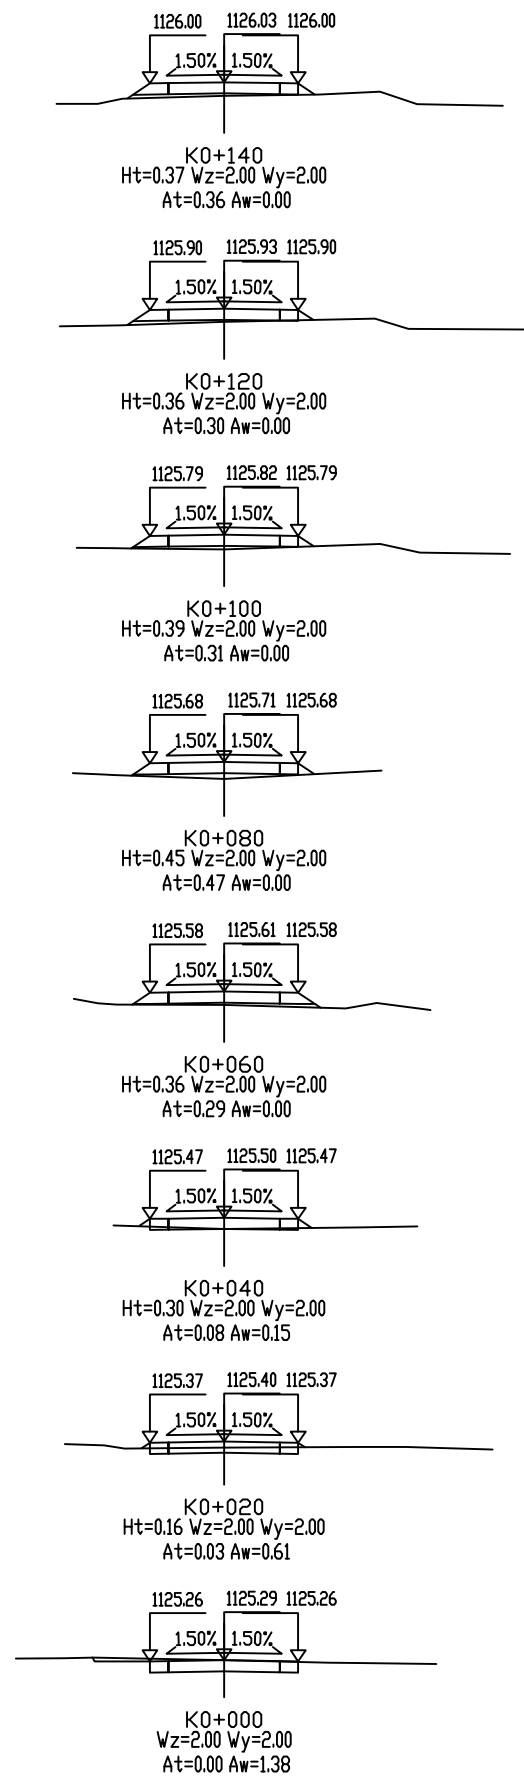 1126.00 1126.03 1126.00
1.50% 1.50%
K0+140
Ht=0.37 Wz=2.00 Wy=2.00
At=0.36 Aw=0.00
1125.90 1125.93 1125.90
1.50% 1.50%
K0+120
Ht=0.36 Wz=2.00 Wy=2.00
At=0.30 Aw=0.00
1125.79 1125.82 1125.79
1.50% 1.50%
K0+100
Ht=0.39 Wz=2.00 Wy=2.00
At=0.31 Aw=0.00
1125.68 1125.71 1125.68
1.50% 1.50%
K0+080
Ht=0.45 Wz=2.00 Wy=2.00
At=0.47 Aw=0.00
1125.58 1125.61 1125.58
1.50% 1.50%
K0+060
Ht=0.36 Wz=2.00 Wy=2.00
At=0.29 Aw=0.00
1125.47 1125.50 1125.47
1.50% 1.50%
K0+040
Ht=0.30 Wz=2.00 Wy=2.00
At=0.08 Aw=0.15
1125.37 1125.40 1125.37
1.50% 1.50%
K0+020
Ht=0.16 Wz=2.00 Wy=2.00
At=0.03 Aw=0.61
1125.26 1125.29 1125.26
1.50% 1.50%
K0+000
Wz=2.00 Wy=2.00
At=0.00 Aw=1.38